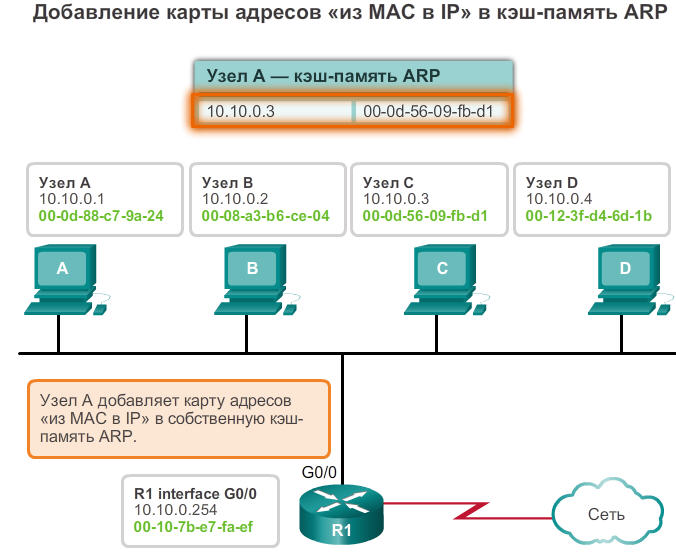 Добавление карты адресов «из MAC в IP» в кэш-память ARP
Узел A — кэш-память ARP
10.10.0.3 00-0d-56-09-fb-d1
Узел A
10.10.0.1
00-0d-88-c7-9a-24
Узел B
10.10.0.2
00-08-a3-b6-ce-04
Узел C
10.10.0.3
00-0d-56-09-fb-d1
Узел D
10.10.0.4
00-12-3f-d4-6d-1b
A
B
C
D
Узел A добавляет карту адресов
«из MAC в IP» в собственную кэш-
память ARP.
G0/0
R1 interface G0/0
10.10.0.254
00-10-7b-e7-fa-ef
R1
Сеть